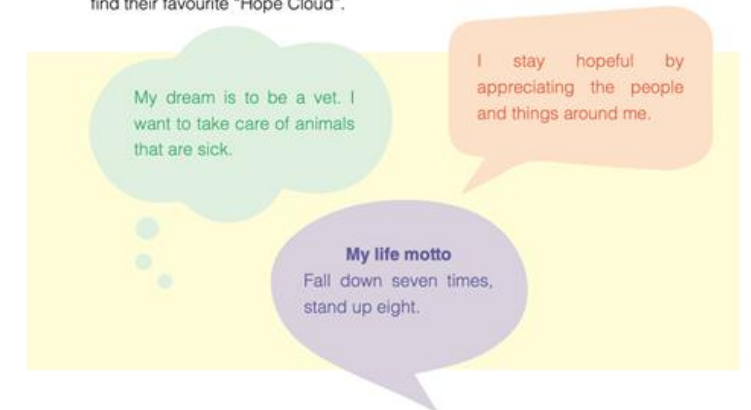 find their favourite "Hope Cloud".
My dream is to be a vet. I
want to take care of animals
that are sick.
I stay hopeful by
appreciating the people
and things around me.
My life motto
Fall down seven times,
stand up eight.